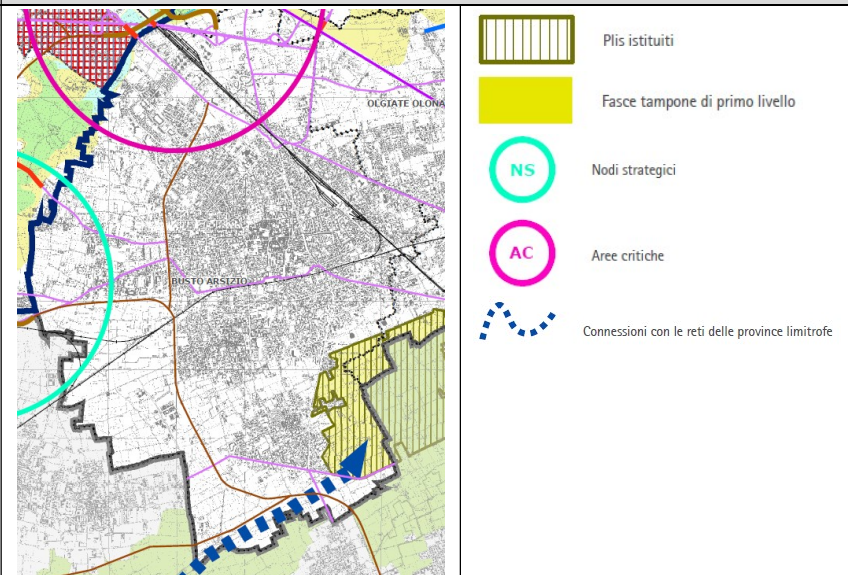 OLGIATE OLONA
BUSTO ARSIZIO
Plis istituiti
Fasce tampone di primo livello
NS
Nodi strategici
AC
Aree critiche
Connessioni con le reti delle province limitrofe